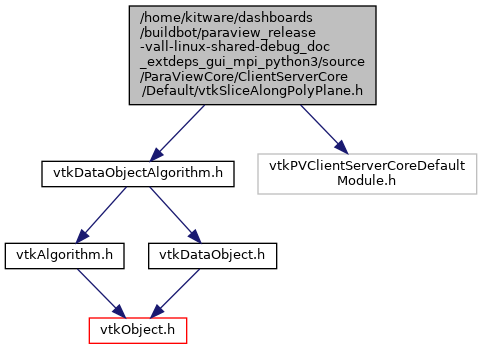 /home/kitware/dashboards
/buildbot/paraview_release
-vall-linux-shared-debug_doc
_extdeps_gui_mpi_python3/source
/ParaViewCore/ClientServerCore
/Default/vtkSliceAlongPolyPlane.h
vtkDataObjectAlgorithm.h
vtkPVClientServerCoreDefault
Module.h
vtkAlgorithm.h
vtkDataObject.h
vtkObject.h